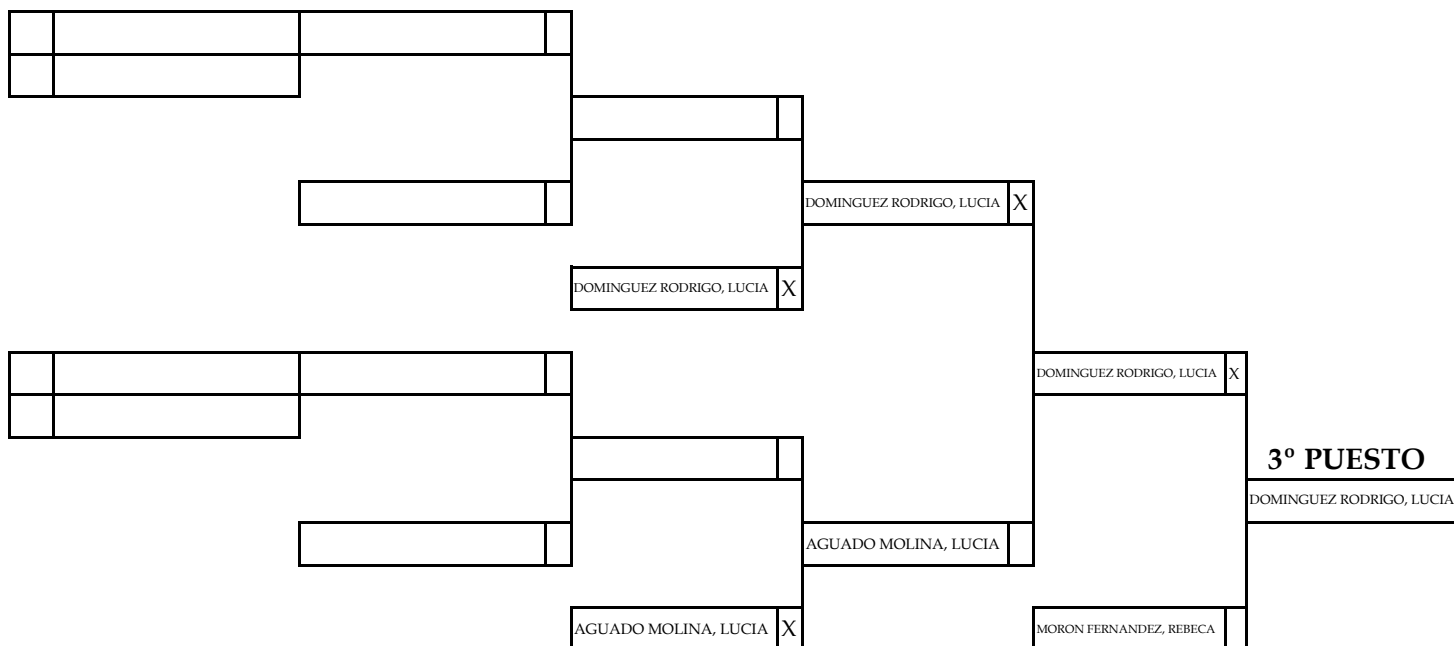 DOMINGUEZ RODRIGO, LUCIA X
DOMINGUEZ RODRIGO, LUCIA X
DOMINGUEZ RODRIGO, LUCIA X
3º PUESTO
DOMINGUEZ RODRIGO, LUCIA
AGUADO MOLINA, LUCIA
AGUADO MOLINA, LUCIA X
MORON FERNANDEZ, REBECA